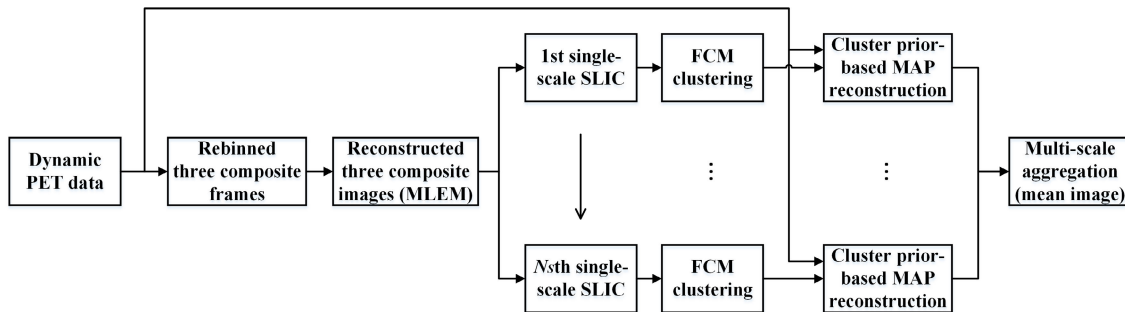 Dynamic
PET data
Rebinned
three composite
frames
Reconstructed
three composite
images (MLEM)
1st single-
scale SLIC
FCM
clustering
Cluster prior-
based MAP
reconstruction
⋮
⋮
Nsth single-
scale SLIC
FCM
clustering
Cluster prior-
based MAP
reconstruction
Multi-scale
aggregation
(mean image)